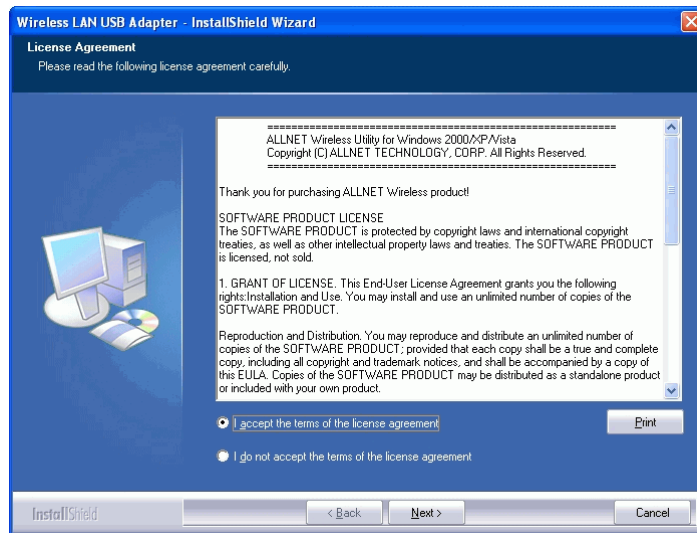 Wireless LAN USB Adapter - InstallShield Wizard
License Agreement
Please read the following license agreement carefully.
==========================================================
ALLNET Wireless Utility for Windows 2000/XP/Vista
Copyright (C) ALLNET TECHNOLOGY, CORP. All Rights Reserved.
==========================================================
Thank you for purchasing ALLNET Wireless product!
SOFTWARE PRODUCT LICENSE
The SOFTWARE PRODUCT is protected by copyright laws and international copyright
treaties, as well as other intellectual property laws and treaties. The SOFTWARE PRODUCT
is licensed, not sold.
1. GRANT OF LICENSE. This End-User License Agreement grants you the following
rights:Installation and Use. You may install and use an unlimited number of copies of the
SOFTWARE PRODUCT.
Reproduction and Distribution. You may reproduce and distribute an unlimited number of
copies of the SOFTWARE PRODUCT; provided that each copy shall be a true and complete
copy, including all copyright and trademark notices, and shall be accompanied by a copy of
this EULA. Copies of the SOFTWARE PRODUCT may be distributed as a standalone product
or included with your own product.
I accept the terms of the license agreement
Print
I do not accept the terms of the license agreement
InstallShield
< Back
Next >
Cancel